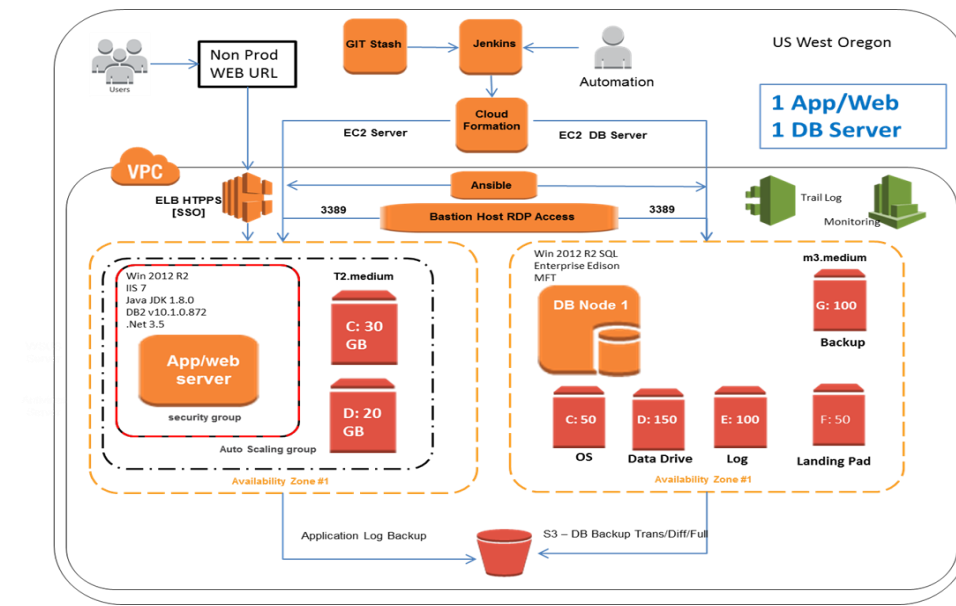 US West Oregon
GIT Stash
Jenkins
Non Prod
WEB URL
Users
Automation
1 App/Web
1 DB Server
Cloud
Formation
EC2 Server
EC2 DB Server
VPC
Ansible
ELB HTPPS
[SSO]
Trail Log
Monitoring
3389
Bastion Host RDP Access
3389
Win 2012 R2
IIS 7
Java JDK 1.8.0
DB2 v10.1.0.872
.Net 3.5
App/web
server
security group
T2.medium
C: 30
GB
D: 20
GB
Auto Scaling group
Availability Zone #1
Win 2012 R2 SQL
Enterprise Edison
MFT
DB Node 1
m3.medium
G: 100
Backup
C: 50
OS
D: 150
Data Drive
E: 100
Log
F: 50
Landing Pad
Availability Zone #1
Application Log Backup
S3 – DB Backup Trans/Diff/Full